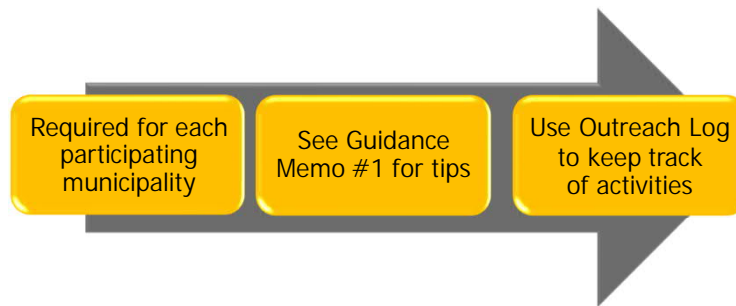 Required for each
participating
municipality
See Guidance
Memo #1 for tips
Use Outreach Log
to keep track
of activities